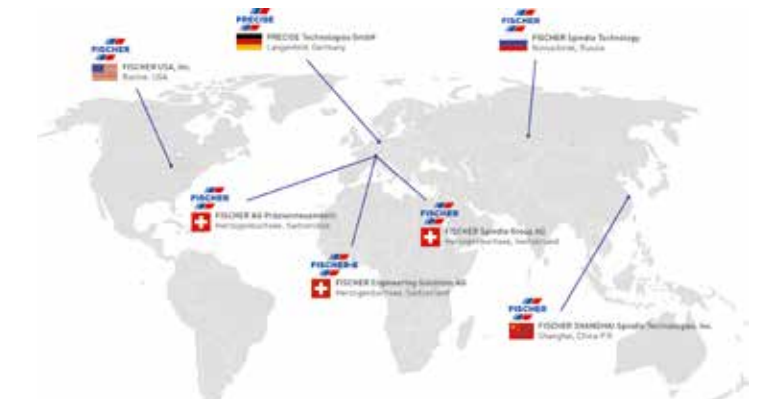 PRECISE
PRECISE Technologies GmbH
Langenfeld, Germany
FISCHER
FISCHER Spindle Technology
Russia
FISCHER
FISCHER USA, Inc.
Racine, USA
FISCHER
FISCHER AG Präzisionsspindeln
Herzogenbuchsee, Switzerland
FISCHER
FISCHER Spindle Group AG
Herzogenbuchsee, Switzerland
FISCHER-E
FISCHER Engineering Solutions AG
Herzogenbuchsee, Switzerland
FISCHER
FISCHER SHANGHAI Spindle Technologies, Inc.
Shanghai, China P.R.